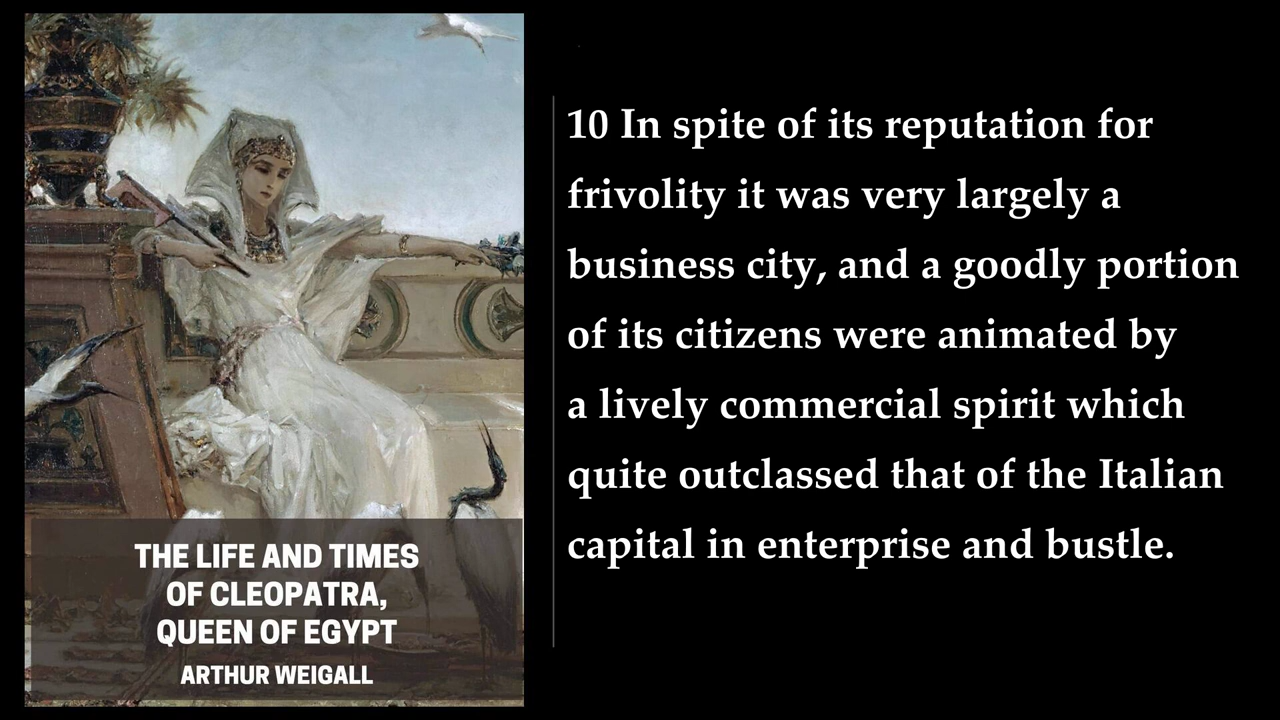 THE LIFE AND TIMES
OF CLEOPATRA,
QUEEN OF EGYPT
ARTHUR WEIGALL
10 In spite of its reputation for
frivolity it was very largely a
business city, and a goodly portion
of its citizens were animated by
a lively commercial spirit which
quite outclassed that of the Italian
capital in enterprise and bustle.